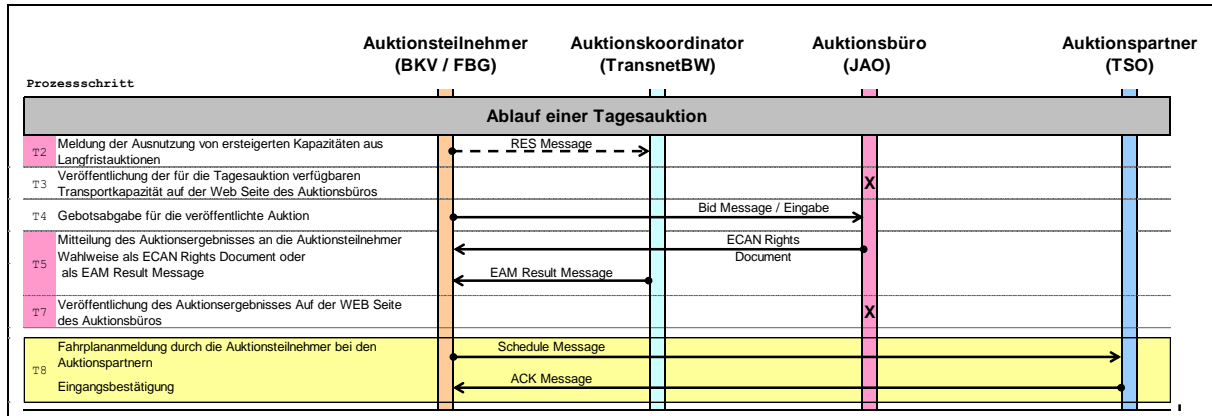 Auktionsteilnehmer Auktionskoordinator Auktionsbüro Auktionspartner
(BKV / FBG) (TransnetBW) (JAO) (TSO)
Prozessschritt
Ablauf einer Tagesauktion
T2 Meldung der Ausnutzung von ersteigerten Kapazitäten aus
Langfristauktionen
RES Message
T3 Veröffentlichung der für die Tagesauktion verfügbaren
Transportkapazität auf der Web Seite des Auktionsbüros
X
T4 Gebotsabgabe für die veröffentlichte Auktion
Bid Message / Eingabe
T5 Mitteilung des Auktionsergebnisses an die Auktionsteilnehmer
Wahlweise als ECAN Rights Document oder
als EAM Result Message
ECAN Rights
Document
EAM Result Message
T7 Veröffentlichung des Auktionsergebnisses Auf der WEB Seite
des Auktionsbüros
X
T8 Fahrplananmeldung durch die Auktionsteilnehmer bei den
Auktionspartnern
Schedule Message
Eingangsbestätigung
ACK Message